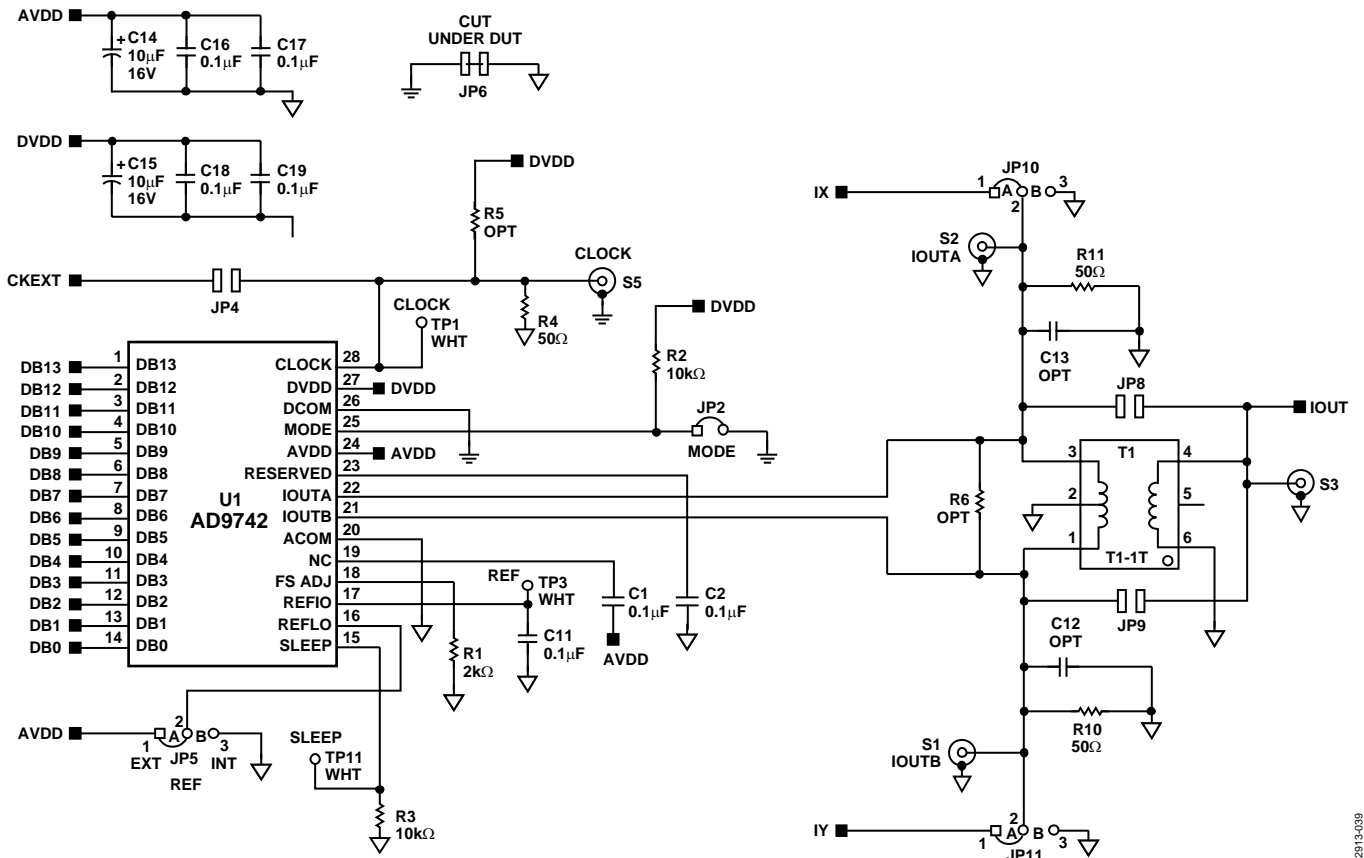 AVDD
C14
10µF
16V
+
C16
0.1µF
C17
0.1µF
CUT
UNDER DUT
JP6
DVDD
C15
10µF
16V
+
C18
0.1µF
C19
0.1µF
DVDD
R5
OPT
CKEXT
JP4
CLOCK
S5
CLOCK
TP1
WHT
R4
50Ω
DVDD
R2
10kΩ
JP2
MODE
DB13 1 DB13
DB12 2 DB12
DB11 3 DB11
DB10 4 DB10
DB9 5 DB9
DB8 6 DB8
DB7 7 DB7
DB6 8 DB6
DB5 9 DB5
DB4 10 DB4
DB3 11 DB3
DB2 12 DB2
DB1 13 DB1
DB0 14 DB0
U1
AD9742
CLOCK 28
DVDD 27 DVDD
DCOM 26
MODE 25
AVDD 24 AVDD
RESERVED 23
IOUTA 22
IOUTB 21
ACOM 20
NC 19
FS ADJ 18
REFIO 17
REFLO 16
SLEEP 15
REF
TP3
WHT
C1
0.1µF
AVDD
C2
0.1µF
C11
0.1µF
R1
2kΩ
AVDD
1 2 3
A B
EXT JP5 INT
REF
SLEEP
TP11
WHT
R3
10kΩ
IX
JP10
1 A B 3
2
S2
IOUTA
R11
50Ω
C13
OPT
JP8
IOUT
R6
OPT
T1
3 4
2 5
1 6
T1-1T
S3
JP9
C12
OPT
R10
50Ω
S1
IOUTB
IY
2
1 A B 3
JP11
2913-039